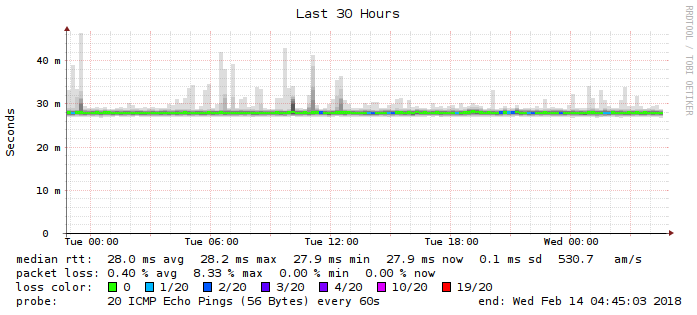 Last 30 Hours
RRDTOOL / TOBI OETIKER
Seconds
40 m
30 m
20 m
10 m
0
Tue 00:00 Tue 06:00 Tue 12:00 Tue 18:00 Wed 00:00
median rtt: 28.0 ms avg 28.2 ms max 27.9 ms min 27.9 ms now 0.1 ms sd 530.7 am/s
packet loss: 0.40 % avg 8.33 % max 0.00 % min 0.00 % now
loss color: 0 1/20 2/20 3/20 4/20 10/20 19/20
probe: 20 ICMP Echo Pings (56 Bytes) every 60s end: Wed Feb 14 04:45:03 2018